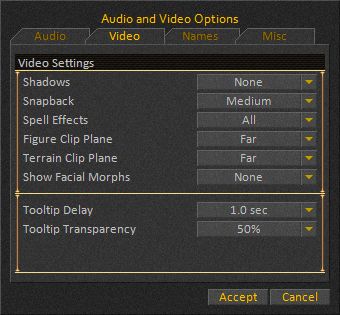 Audio and Video Options
Audio Video Names Misc
Video Settings
Shadows None
Snapback Medium
Spell Effects All
Figure Clip Plane Far
Terrain Clip Plane Far
Show Facial Morphs None
Tooltip Delay 1.0 sec
Tooltip Transparency 50%
Accept Cancel